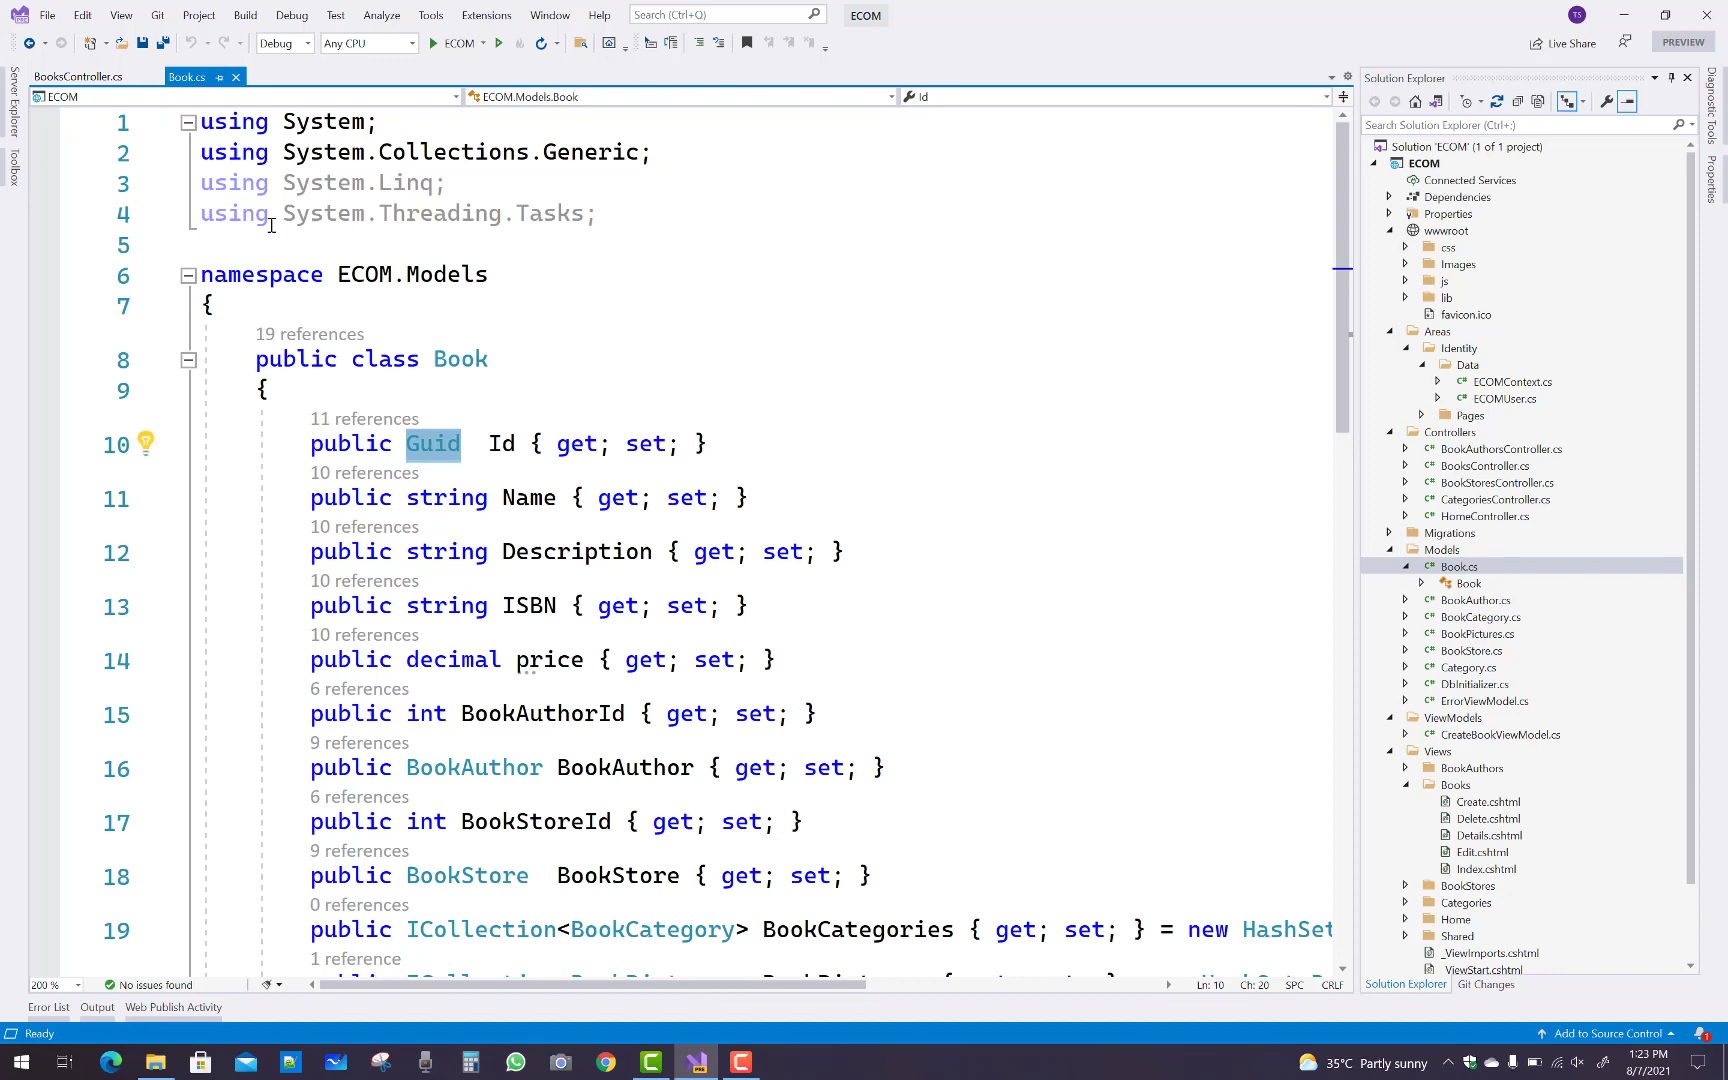 File Edit View Git Project Build Debug Test Analyze Tools Extensions Window Help Search (Ctrl+Q) ECOM TS
Debug Any CPU ECOM Live Share PREVIEW
BooksController.cs Book.cs
ECOM ECOM.Models.Book Id
Server Explorer
Toolbox
1 using System;
2 using System.Collections.Generic;
3 using System.Linq;
4 using System.Threading.Tasks;
5
6 namespace ECOM.Models
7 {
19 references
8 public class Book
9 {
11 references
10 public Guid Id { get; set; }
10 references
11 public string Name { get; set; }
10 references
12 public string Description { get; set; }
10 references
13 public string ISBN { get; set; }
10 references
14 public decimal price { get; set; }
6 references
15 public int BookAuthorId { get; set; }
9 references
16 public BookAuthor BookAuthor { get; set; }
6 references
17 public int BookStoreId { get; set; }
9 references
18 public BookStore BookStore { get; set; }
0 references
19 public ICollection<BookCategory> BookCategories { get; set; } = new HashSet
1 reference
200 % No issues found Ln: 10 Ch: 20 SPC CRLF
Solution Explorer
Search Solution Explorer (Ctrl+;)
Solution 'ECOM' (1 of 1 project)
ECOM
Connected Services
Dependencies
Properties
wwwroot
css
Images
js
lib
favicon.ico
Areas
Identity
Data
ECOMContext.cs
ECOMUser.cs
Pages
Controllers
BookAuthorsController.cs
BooksController.cs
BookStoresController.cs
CategoriesController.cs
HomeController.cs
Migrations
Models
Book.cs
Book
BookAuthor.cs
BookCategory.cs
BookPictures.cs
BookStore.cs
Category.cs
DbInitializer.cs
ErrorViewModel.cs
ViewModels
CreateBookViewModel.cs
Views
BookAuthors
Books
Create.cshtml
Delete.cshtml
Details.cshtml
Edit.cshtml
Index.cshtml
BookStores
Categories
Home
Shared
_ViewImports.cshtml
_ViewStart.cshtml
Solution Explorer Git Changes
Diagnostic Tools
Properties
Error List Output Web Publish Activity
Ready Add to Source Control 1
35°C Partly sunny 1:23 PM
8/7/2021